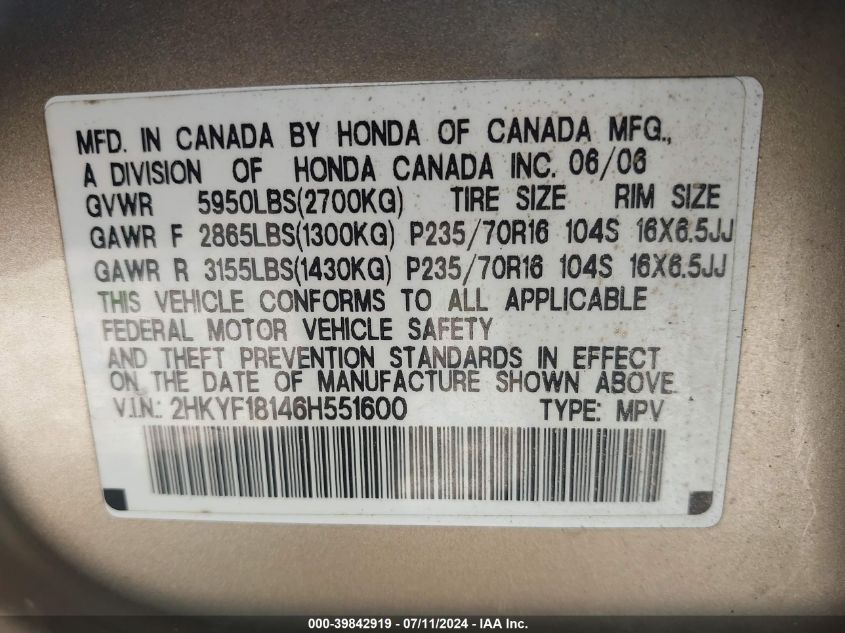 MFD. IN CANADA BY HONDA OF CANADA MFG.,
A DIVISION OF HONDA CANADA INC. 06/06
GVWR 5950LBS(2700KG) TIRE SIZE RIM SIZE
GAWR F 2865LBS(1300KG) P235/70R16 104S 16X6.5JJ
GAWR R 3155LBS(1430KG) P235/70R16 104S 16X6.5JJ
THIS VEHICLE CONFORMS TO ALL APPLICABLE
FEDERAL MOTOR VEHICLE SAFETY
AND THEFT PREVENTION STANDARDS IN EFFECT
ON THE DATE OF MANUFACTURE SHOWN ABOVE.
V.I.N.: 2HKYF18146H551600 TYPE: MPV
000-39842919 - 07/11/2024 - IAA Inc.